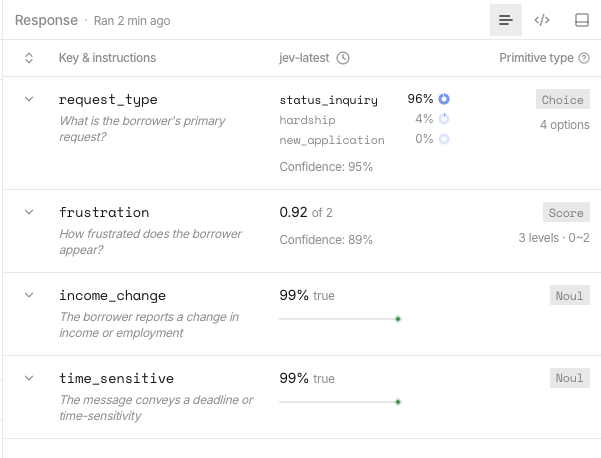 Response · Ran 2 min ago
Key & instructions jev-latest Primitive type
request_type status_inquiry 96% Choice
What is the borrower's primary request? hardship 4% 4 options
new_application 0%
Confidence: 95%
frustration 0.92 of 2 Score
How frustrated does the borrower appear? Confidence: 89% 3 levels · 0~2
income_change 99% true Noul
The borrower reports a change in
income or employment
time_sensitive 99% true Noul
The message conveys a deadline or
time-sensitivity